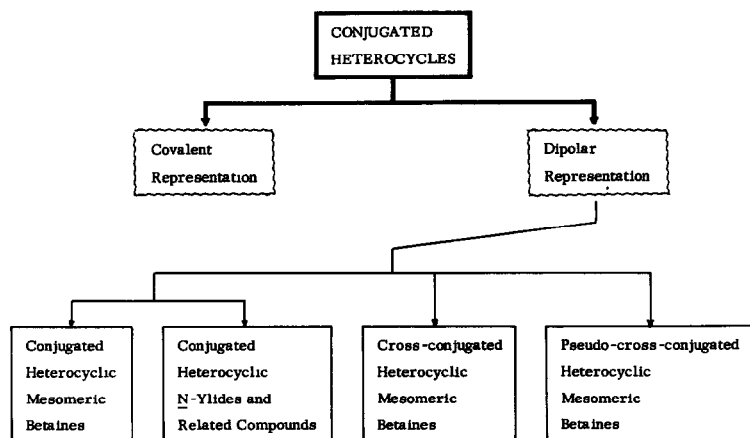 CONJUGATED
HETEROCYCLES
Covalent
Representation
Dipolar
Representation
Conjugated
Heterocyclic
Mesomeric
Betaines
Conjugated
Heterocyclic
N-Ylides and
Related Compounds
Cross-conjugated
Heterocyclic
Mesomeric
Betaines
Pseudo-cross-conjugated
Heterocyclic
Mesomeric
Betaines